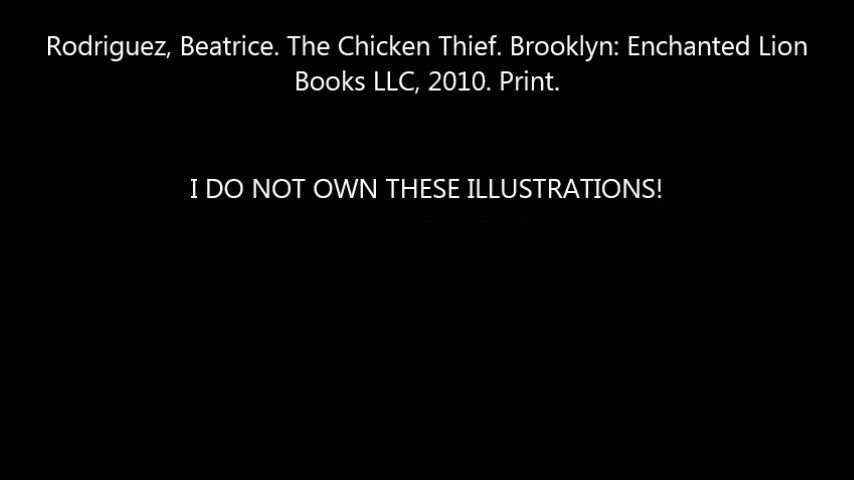 Rodriguez, Beatrice. The Chicken Thief. Brooklyn: Enchanted Lion
Books LLC, 2010. Print.
I DO NOT OWN THESE ILLUSTRATIONS!